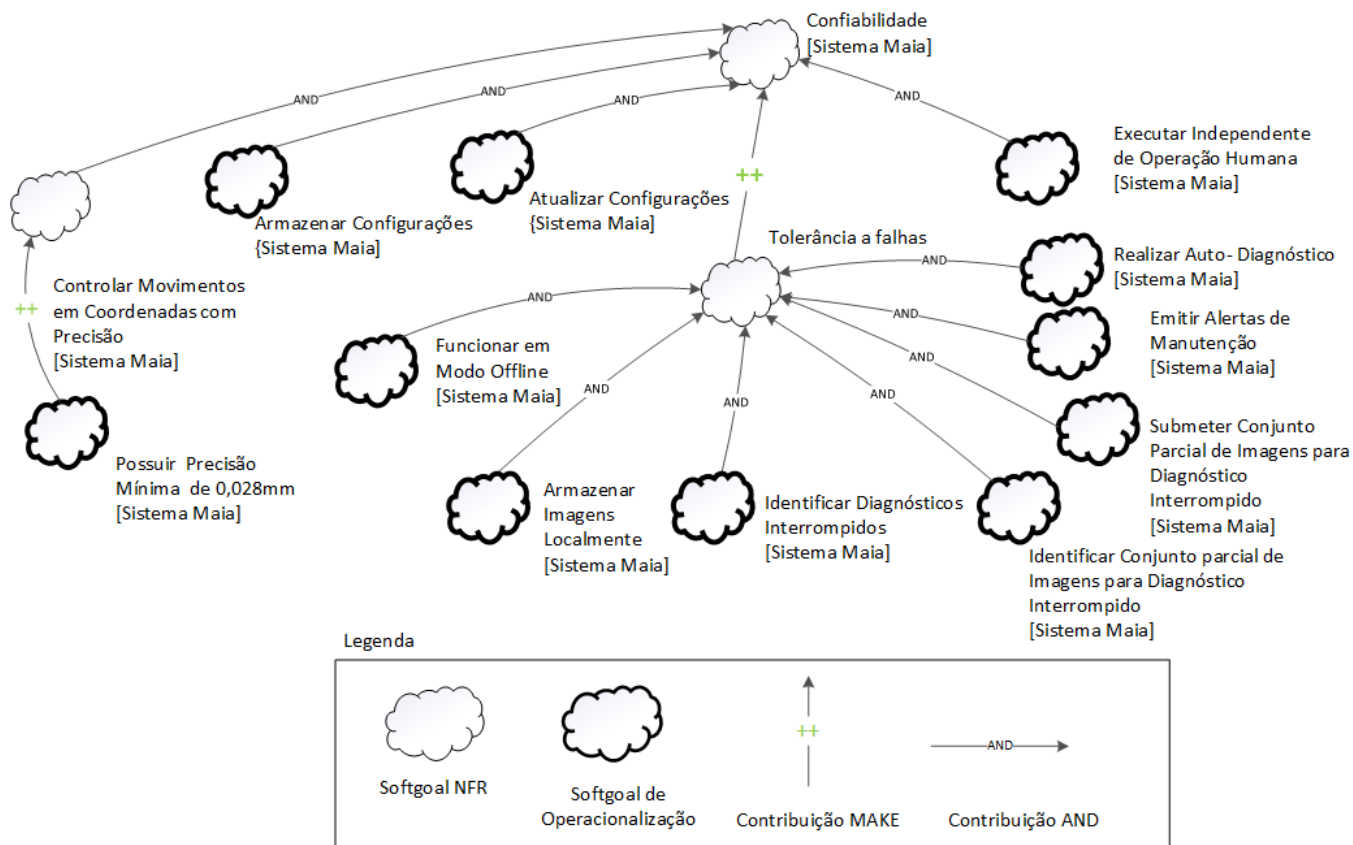 Confiabilidade
[Sistema Maia]
AND
AND
AND
AND
Executar Independente
de Operação Humana
[Sistema Maia]
++
Armazenar Configurações
{Sistema Maia]
Atualizar Configurações
{Sistema Maia]
Tolerância a falhas
AND
Realizar Auto- Diagnóstico
[Sistema Maia]
++
Controlar Movimentos
em Coordenadas com
Precisão
[Sistema Maia]
AND
AND
Emitir Alertas de
Manutenção
[Sistema Maia]
Funcionar em
Modo Offline
[Sistema Maia]
AND
AND
AND
AND
Possuir Precisão
Mínima de 0,028mm
[Sistema Maia]
Submeter Conjunto
Parcial de Imagens para
Diagnóstico
Interrompido
[Sistema Maia]
Armazenar
Imagens
Localmente
[Sistema Maia]
Identificar Diagnósticos
Interrompidos
[Sistema Maia]
Identificar Conjunto parcial de
Imagens para Diagnóstico
Interrompido
[Sistema Maia]
Legenda
++
AND
Softgoal NFR
Softgoal de
Operacionalização
Contribuição MAKE
Contribuição AND